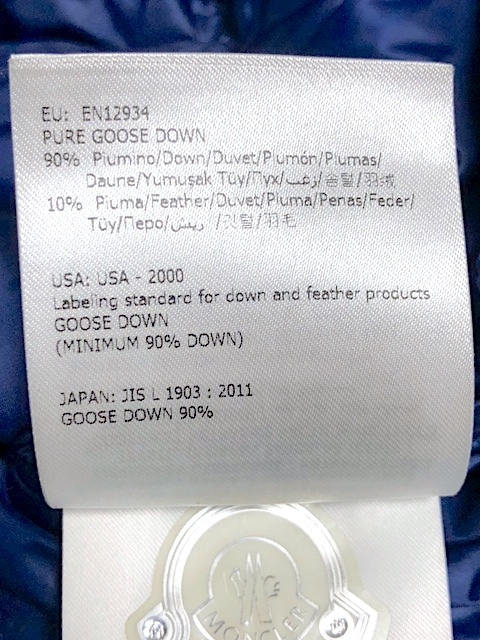 EU: EN12934
PURE GOOSE DOWN
90% Piumino/Down/Duvet/Plumón/Plumas/
Daune/Yumuşak Tüy/Пух/زغب/솜털/羽绒
10% Piuma/Feather/Duvet/Pluma/Penas/Feder/
Tüy/Перо/ريش/깃털/羽毛
USA: USA - 2000
Labeling standard for down and feather products
GOOSE DOWN
(MINIMUM 90% DOWN)
JAPAN: JIS L 1903 : 2011
GOOSE DOWN 90%
MONCLER